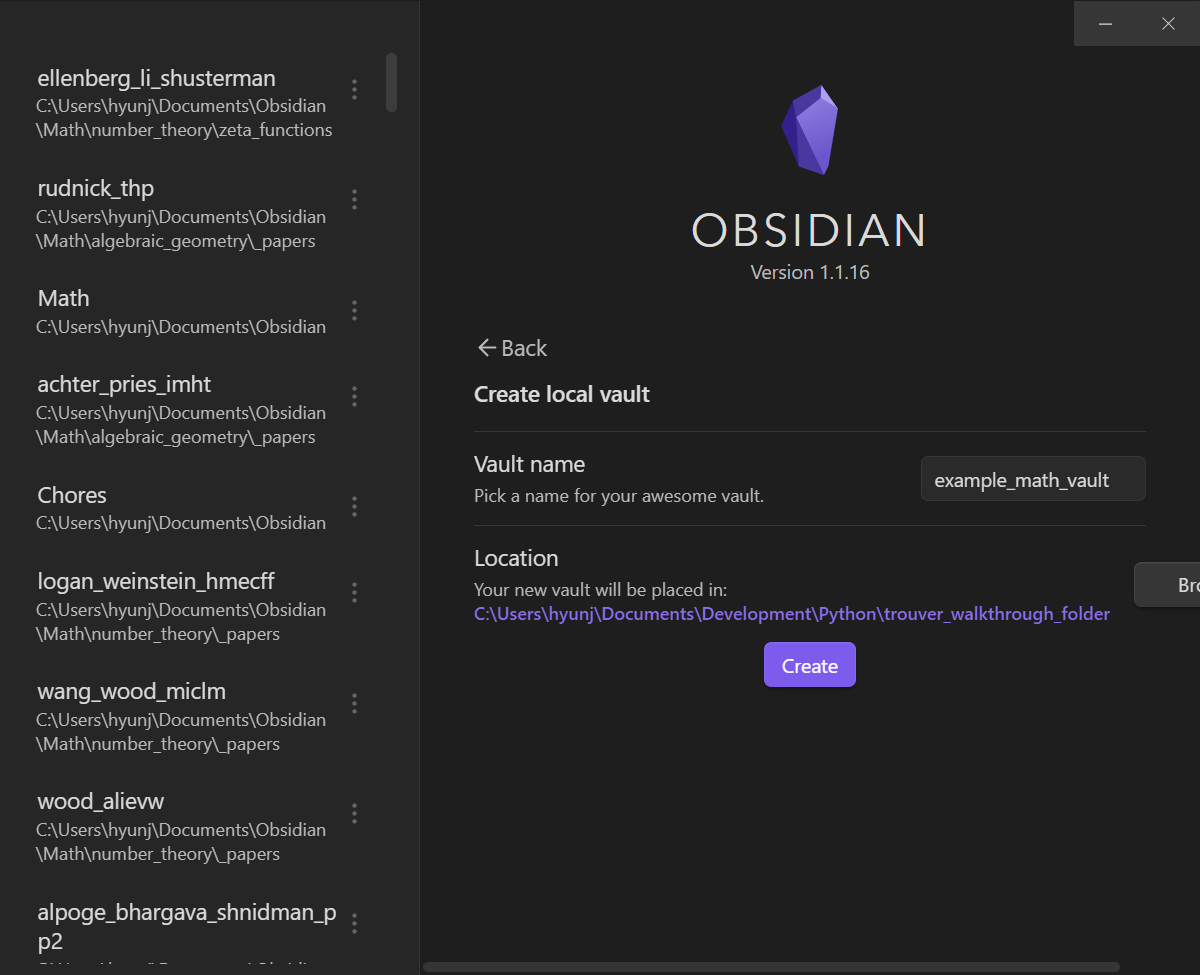 ellenberg_li_shusterman
C:\Users\hyunj\Documents\Obsidian
\Math\number_theory\zeta_functions
rudnick_thp
C:\Users\hyunj\Documents\Obsidian
\Math\algebraic_geometry\_papers
Math
C:\Users\hyunj\Documents\Obsidian
achter_pries_imht
C:\Users\hyunj\Documents\Obsidian
\Math\algebraic_geometry\_papers
Chores
C:\Users\hyunj\Documents\Obsidian
logan_weinstein_hmecff
C:\Users\hyunj\Documents\Obsidian
\Math\number_theory\_papers
wang_wood_miclm
C:\Users\hyunj\Documents\Obsidian
\Math\number_theory\_papers
wood_alievw
C:\Users\hyunj\Documents\Obsidian
\Math\number_theory\_papers
alpoge_bhargava_shnidman_p
p2
OBSIDIAN
Version 1.1.16
Back
Create local vault
Vault name
Pick a name for your awesome vault.
example_math_vault
Location
Your new vault will be placed in:
C:\Users\hyunj\Documents\Development\Python\trouver_walkthrough_folder
Bro
Create